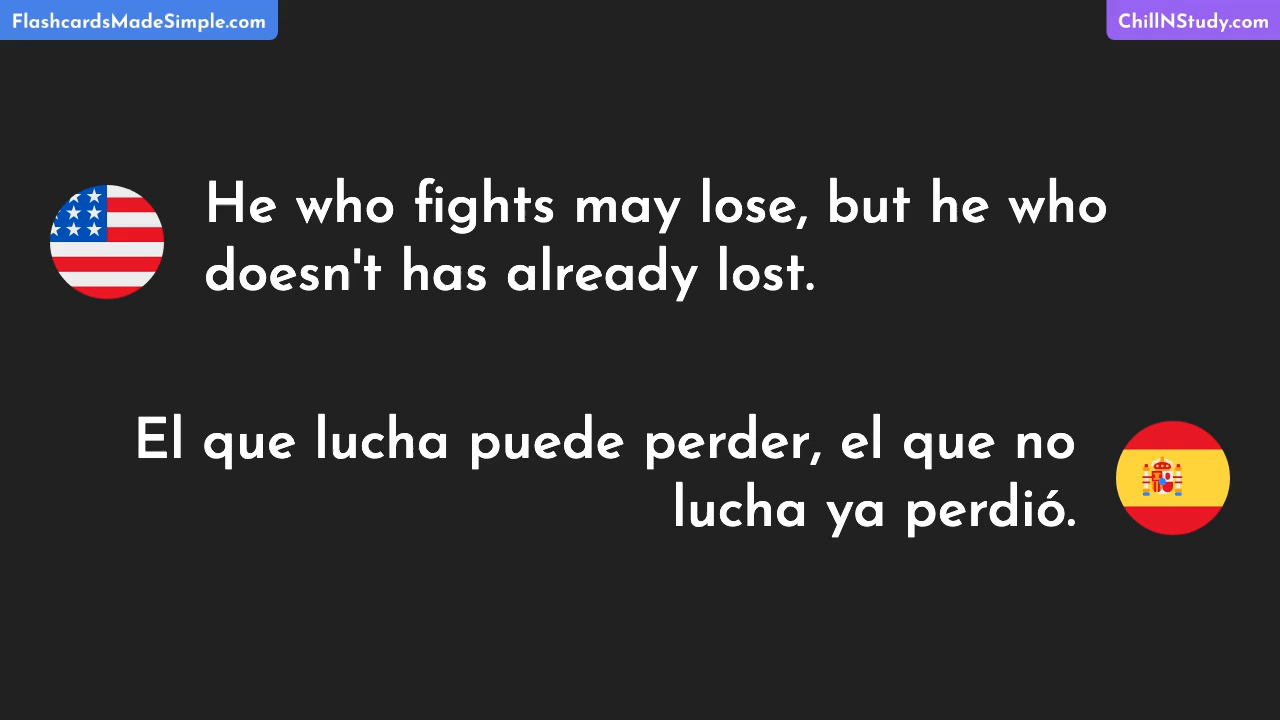 FlashcardsMadeSimple.com
ChillNStudy.com
He who fights may lose, but he who
doesn't has already lost.
El que lucha puede perder, el que no
lucha ya perdió.